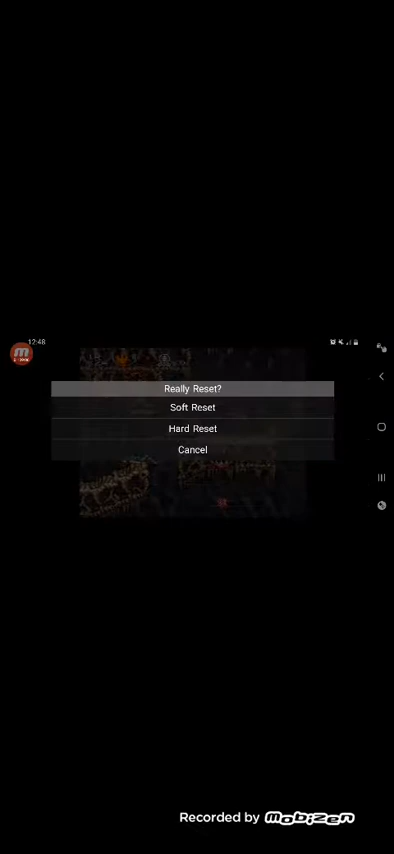 12:48
Really Reset?
Soft Reset
Hard Reset
Cancel
Recorded by Mobizen